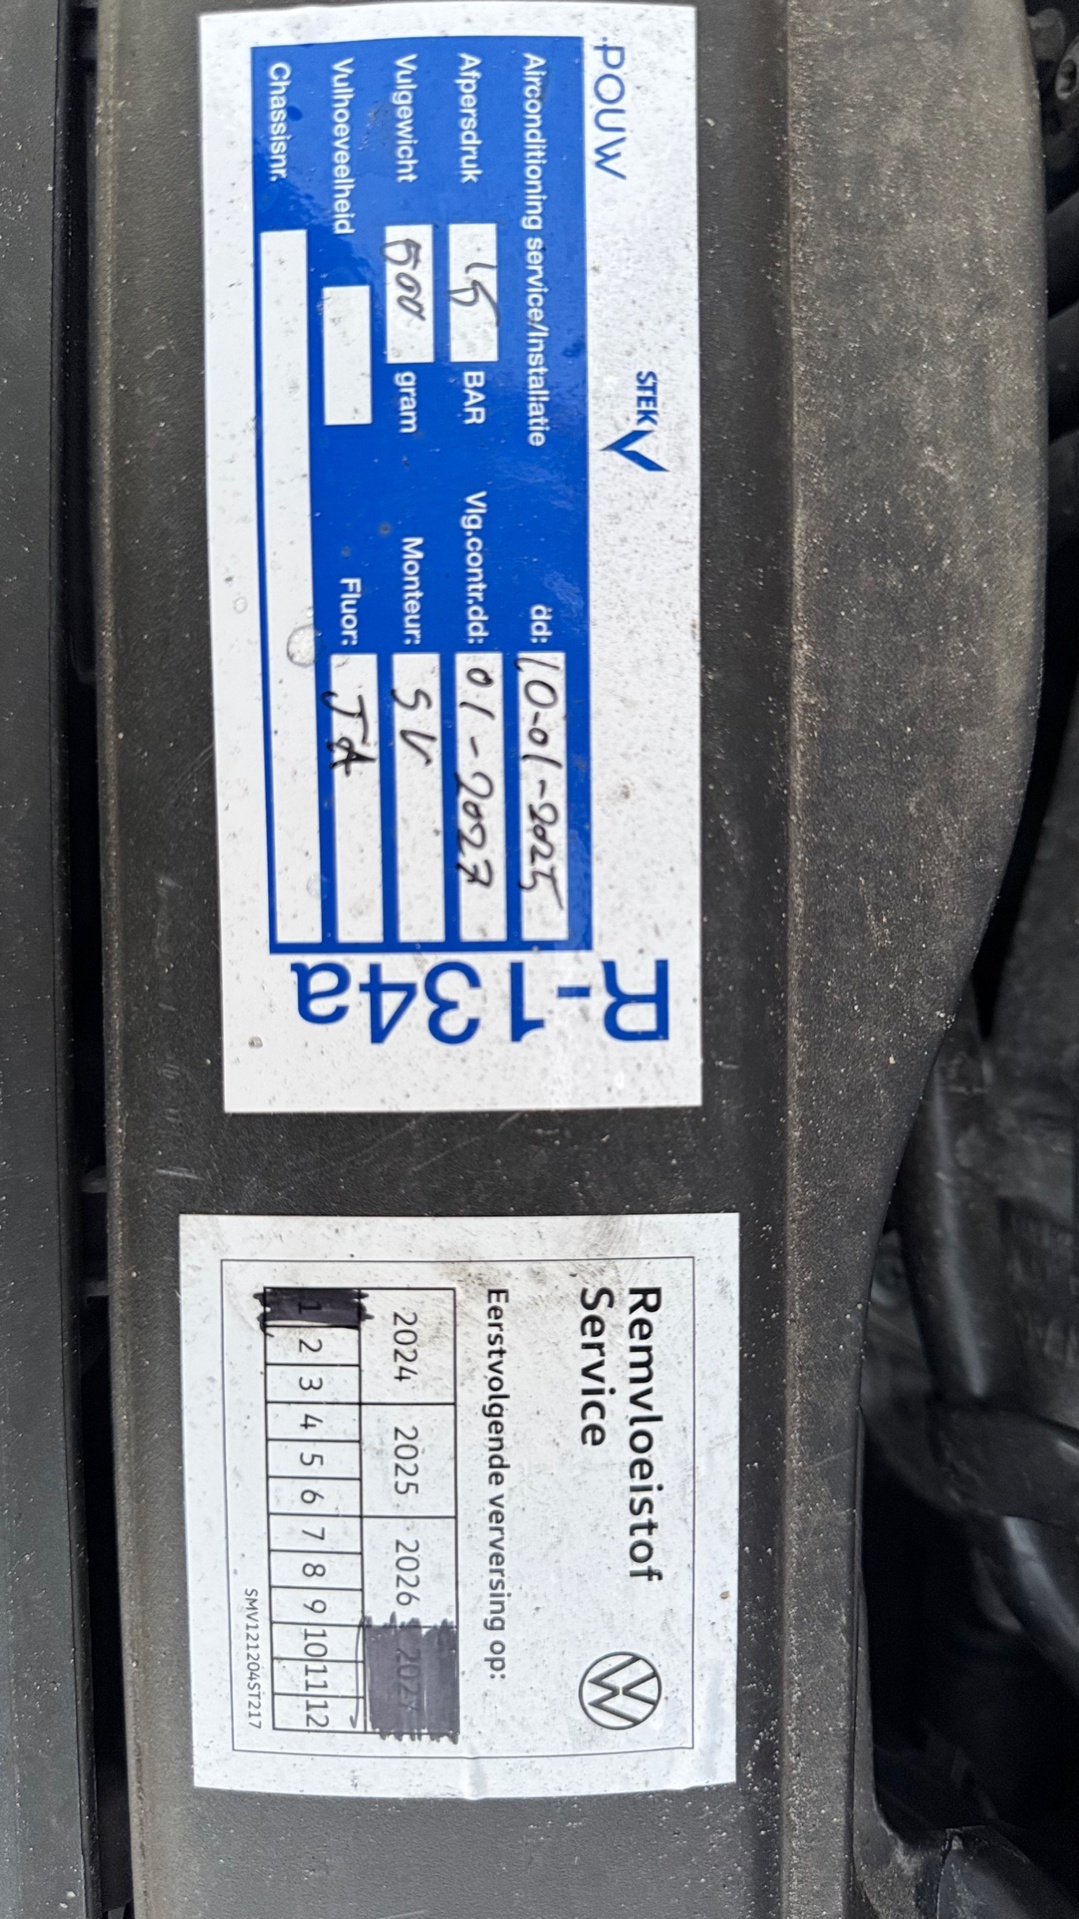 POUW
STEK
Airconditioning service/Installatie dd: 10-01-2025
Afpersdruk 15 BAR Vlg.contr.dd: 01-2027
Vulgewicht 500 gram Monteur: SV
Vulhoeveelheid Fluor: JA
Chassisnr.
R-134a
Remvloeistof
Service
Eerstvolgende verversing op:
2024 2025 2026 2027
1 2 3 4 5 6 7 8 9 10 11 12
SMV121204ST217